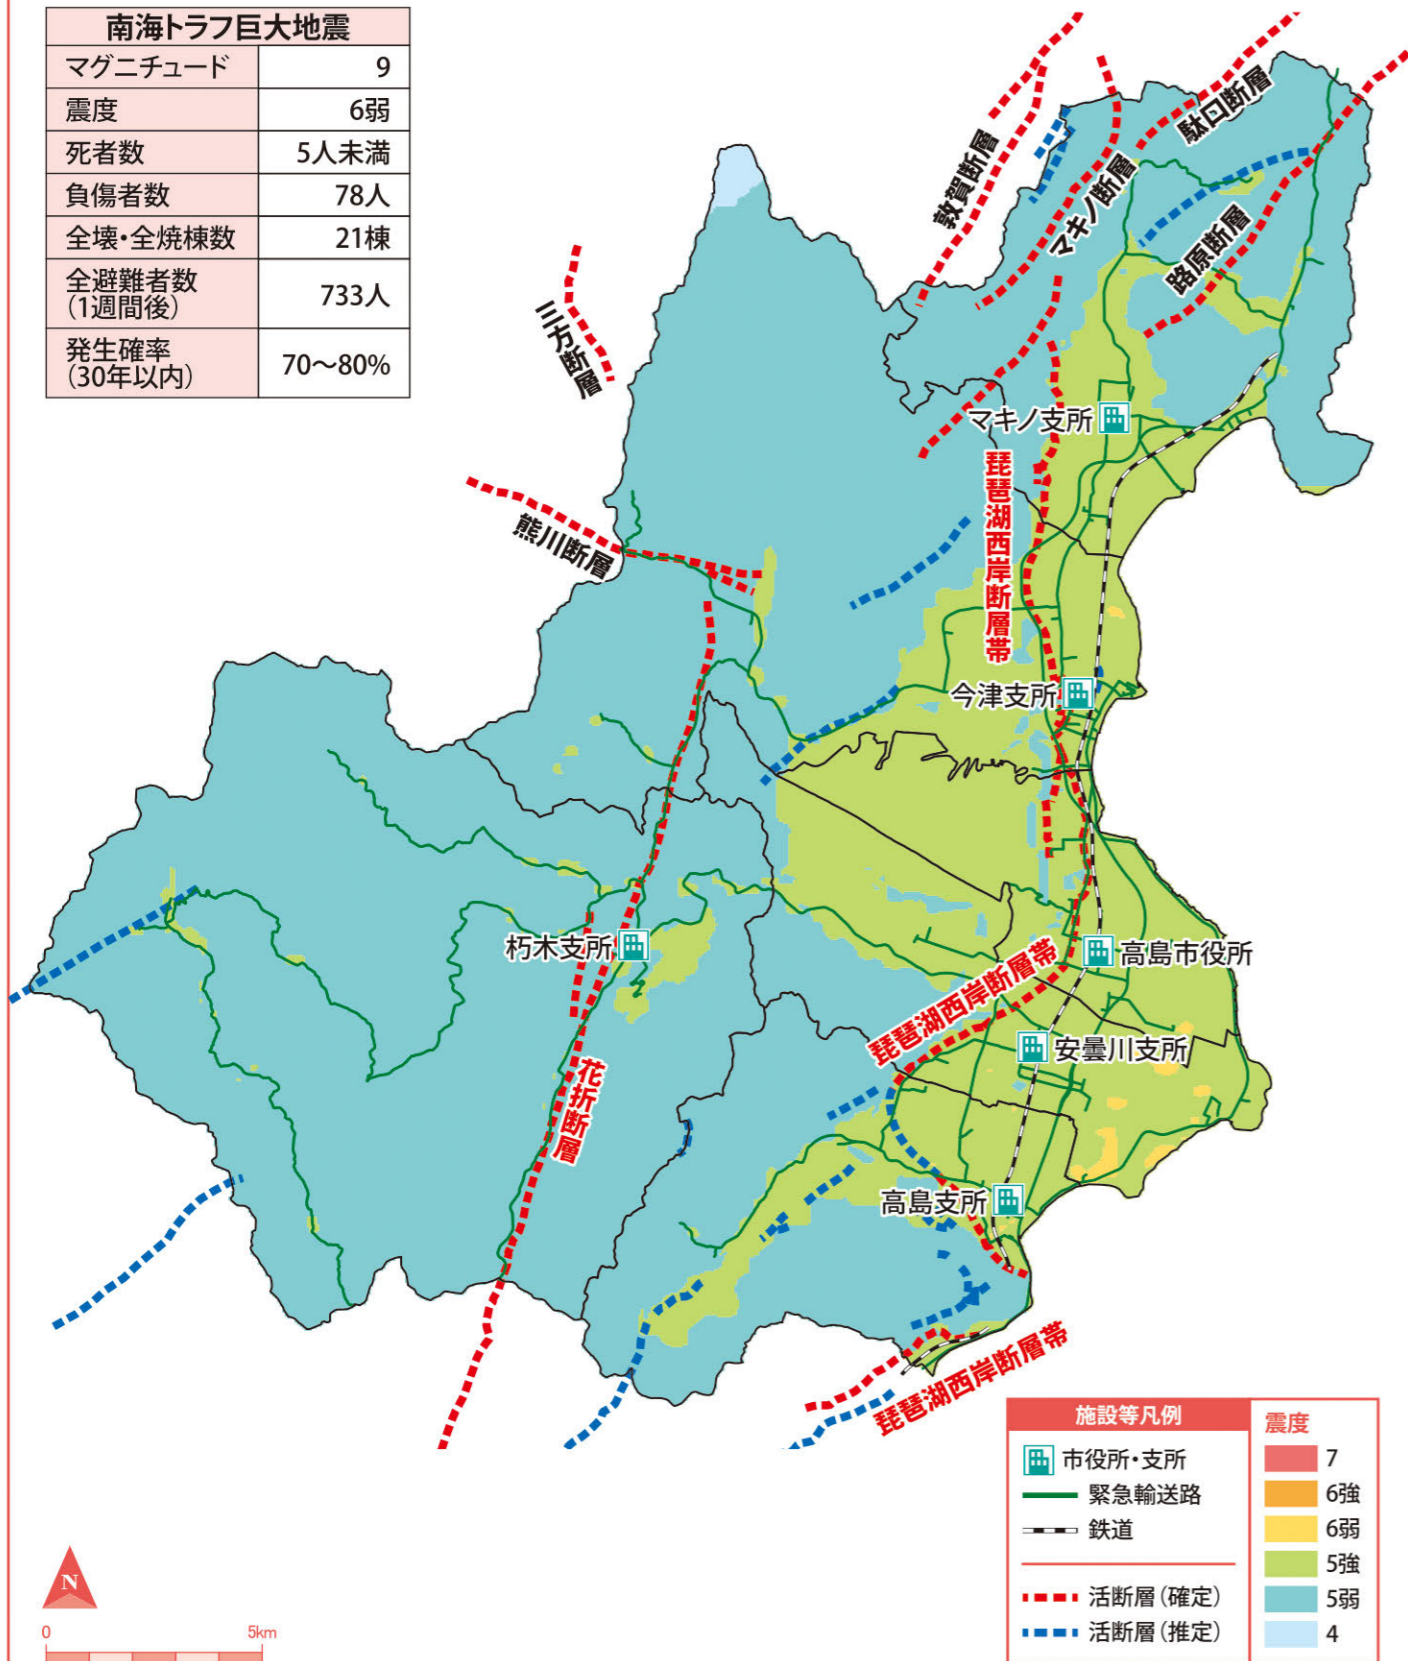 南海トラフ巨大地震
マグニチュード 9
震度 6弱
死者数 5人未満
負傷者数 78人
全壊・全焼棟数 21棟
全避難者数
(1週間後) 733人
発生確率
(30年以内) 70〜80%
駄口断層
敦賀断層
マキノ断層
路原断層
三方断層
マキノ支所
琵琶湖西岸断層帯
熊川断層
今津支所
朽木支所
高島市役所
琵琶湖西岸断層帯
安曇川支所
花折断層
高島支所
琵琶湖西岸断層帯
施設等凡例
市役所・支所
緊急輸送路
鉄道
活断層(確定)
活断層(推定)
震度
7
6強
6弱
5強
5弱
4
N
0 5km